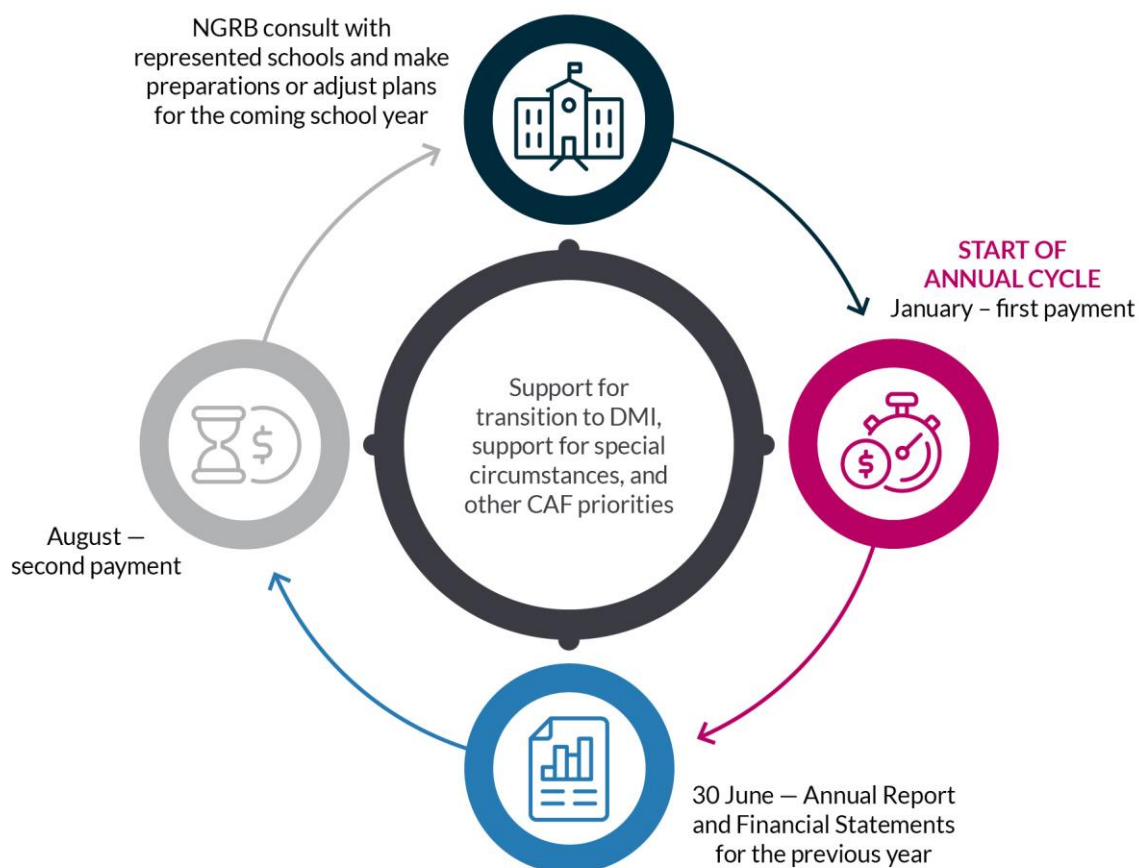 NGRB consult with
represented schools and make
preparations or adjust plans
for the coming school year
START OF
ANNUAL CYCLE
January – first payment
Support for
transition to DMI,
support for special
circumstances, and
other CAF priorities
$
$
August —
second payment
30 June — Annual Report
and Financial Statements
for the previous year